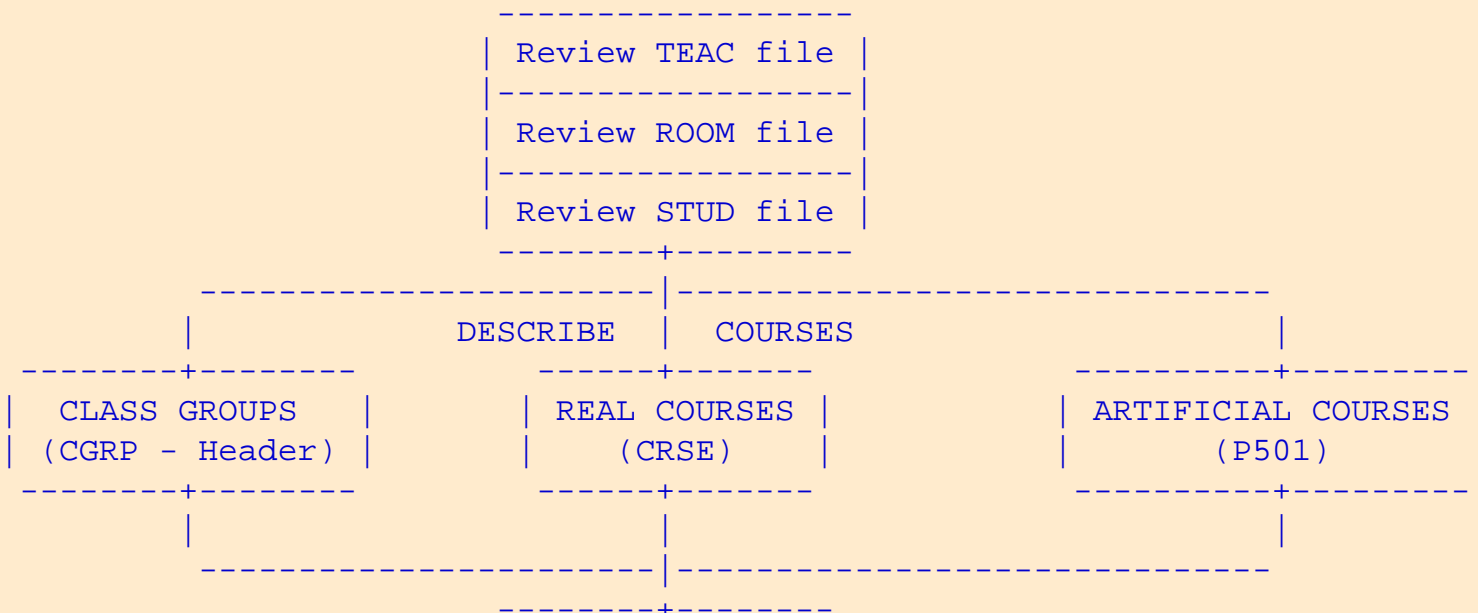 Review TEAC file
Review ROOM file
Review STUD file
DESCRIBE COURSES
CLASS GROUPS REAL COURSES ARTIFICIAL COURSES
(CGRP - Header) (CRSE) (P501)